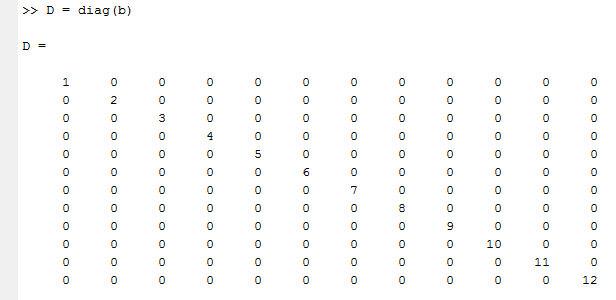 >> D = diag(b)
D =
1 0 0 0 0 0 0 0 0 0 0 0
0 2 0 0 0 0 0 0 0 0 0 0
0 0 3 0 0 0 0 0 0 0 0 0
0 0 0 4 0 0 0 0 0 0 0 0
0 0 0 0 5 0 0 0 0 0 0 0
0 0 0 0 0 6 0 0 0 0 0 0
0 0 0 0 0 0 7 0 0 0 0 0
0 0 0 0 0 0 0 8 0 0 0 0
0 0 0 0 0 0 0 0 9 0 0 0
0 0 0 0 0 0 0 0 0 10 0 0
0 0 0 0 0 0 0 0 0 0 11 0
0 0 0 0 0 0 0 0 0 0 0 12